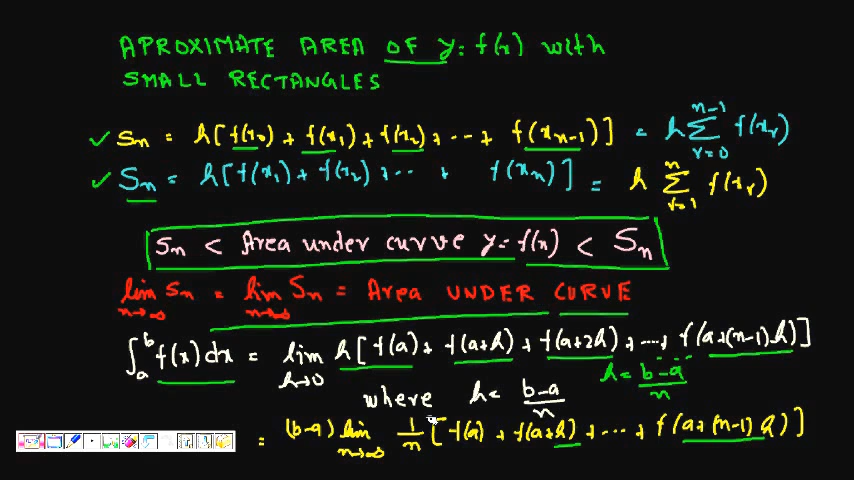 APROXIMATE AREA OF y = f(x) with
SMALL RECTANGLES
✓ sn = h[f(x0) + f(x1) + f(x2) + ... + f(xn-1)] = h ∑_{r=0}^{n-1} f(xr)
✓ Sn = h[f(x1) + f(x2) + ... + f(xn)] = h ∑_{r=1}^{n} f(xr)
sn < Area under curve y = f(x) < Sn
lim_{n→∞} sn = lim_{n→∞} Sn = Area UNDER CURVE
∫_a^b f(x)dx = lim_{h→0} h[f(a) + f(a+h) + f(a+2h) + ..., + f(a+(n-1)h)]
h = (b-a)/n
where h = (b-a)/n
= (b-a) lim_{n→∞} 1/n [f(a) + f(a+h) + ... + f(a+(n-1)h)]